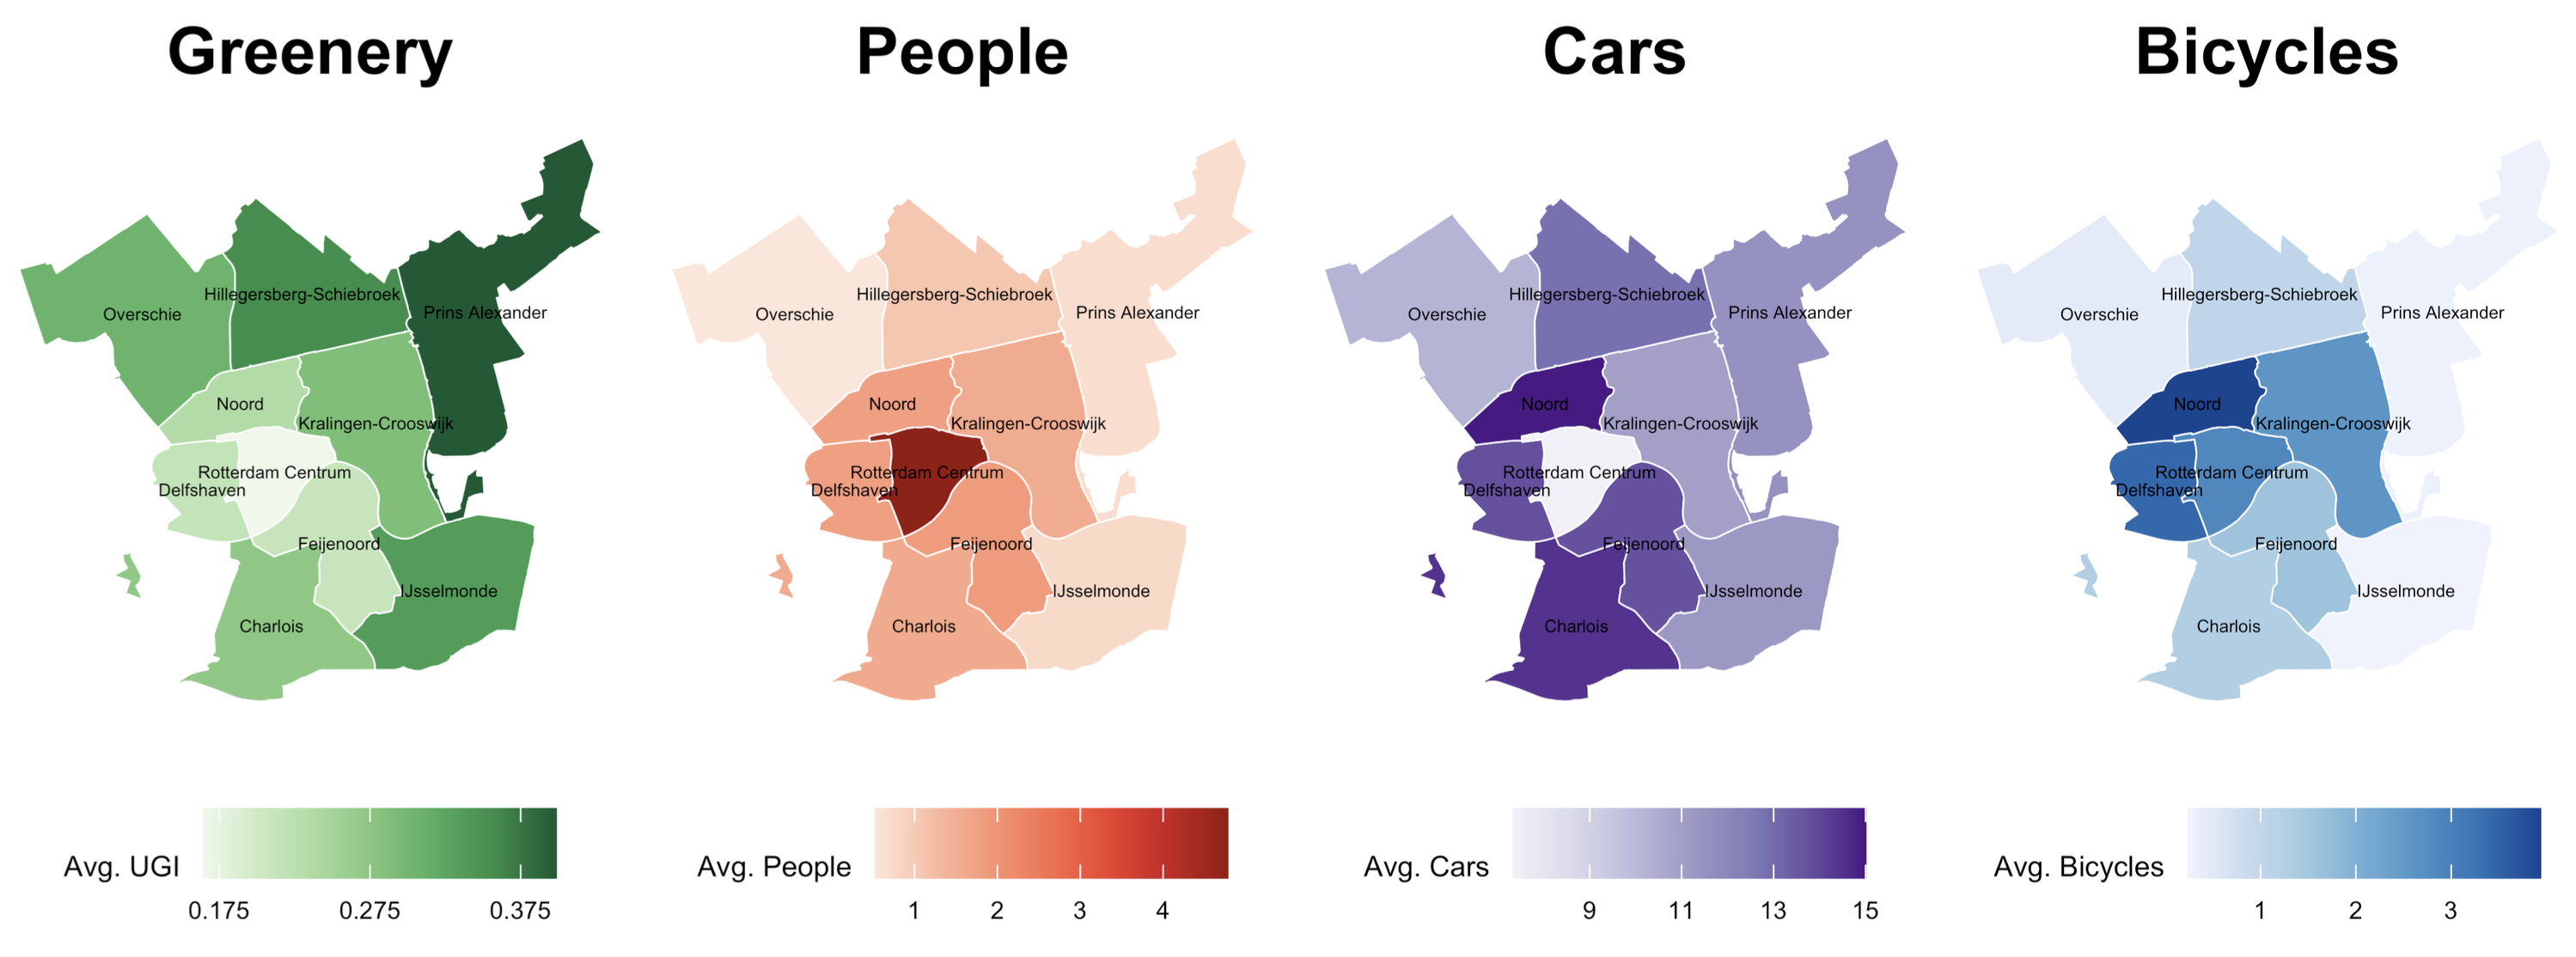 Greenery
People
Cars
Bicycles
Overschie
Hillegersberg-Schiebroek
Prins Alexander
Noord
Kralingen-Crooswijk
Rotterdam Centrum
Delfshaven
Feijenoord
IJsselmonde
Charlois
Overschie
Hillegersberg-Schiebroek
Prins Alexander
Noord
Kralingen-Crooswijk
Rotterdam Centrum
Delfshaven
Feijenoord
IJsselmonde
Charlois
Overschie
Hillegersberg-Schiebroek
Prins Alexander
Noord
Kralingen-Crooswijk
Rotterdam Centrum
Delfshaven
Feijenoord
IJsselmonde
Charlois
Overschie
Hillegersberg-Schiebroek
Prins Alexander
Noord
Kralingen-Crooswijk
Rotterdam Centrum
Delfshaven
Feijenoord
IJsselmonde
Charlois
Avg. UGI
0.175 0.275 0.375
Avg. People
1 2 3 4
Avg. Cars
9 11 13 15
Avg. Bicycles
1 2 3